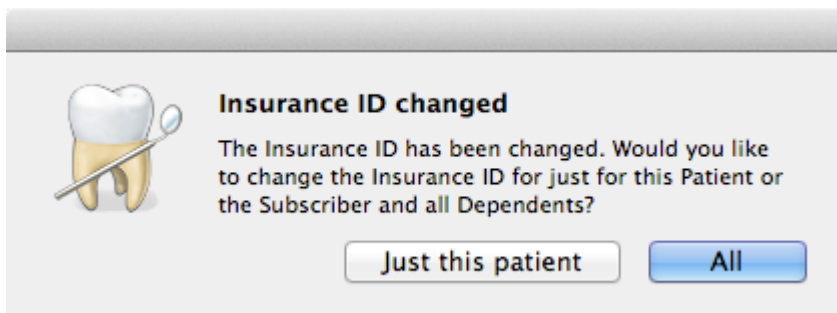 Insurance ID changed
The Insurance ID has been changed. Would you like
to change the Insurance ID for just for this Patient or
the Subscriber and all Dependents?
Just this patient
All